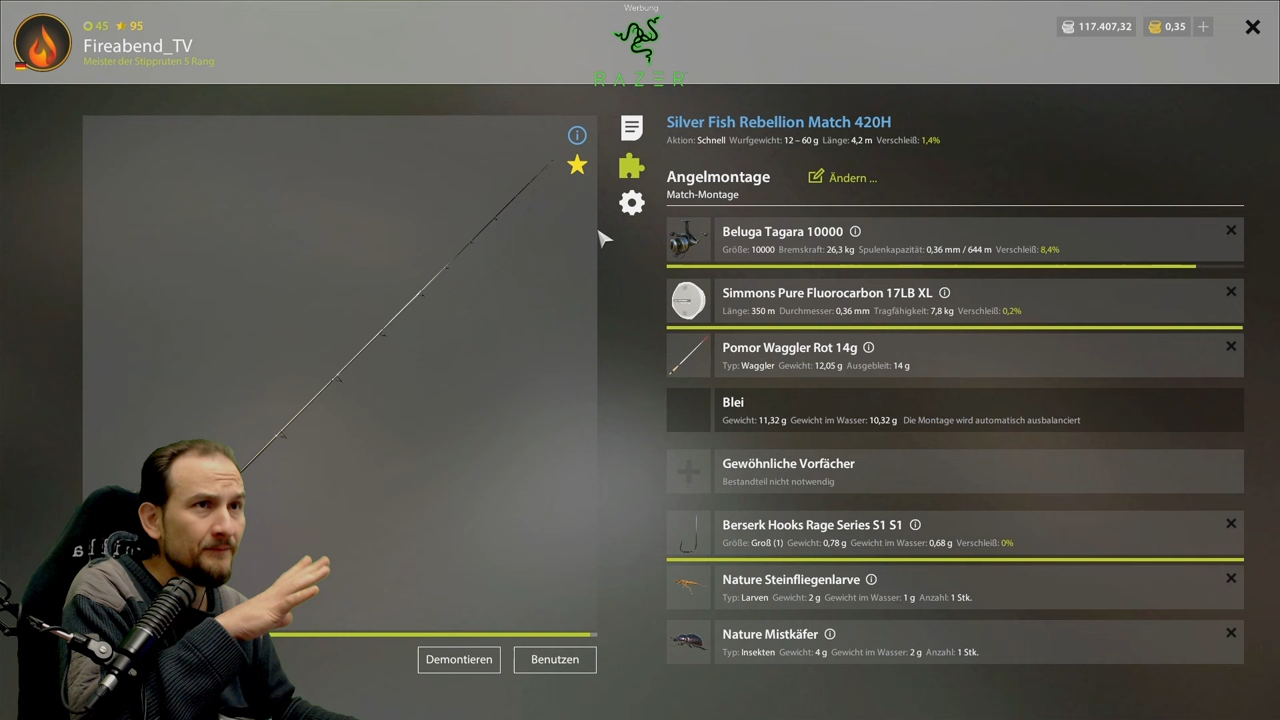 Werbung
45 95
Fireabend_TV
Meister der Stippruten 5 Rang
RAZER
117.407,32
0,35
Silver Fish Rebellion Match 420H
Aktion: Schnell Wurfgewicht: 12 – 60 g Länge: 4,2 m Verschleiß: 1,4%
Angelmontage
Ändern ...
Match-Montage
Beluga Tagara 10000
Größe: 10000 Bremskraft: 26,3 kg Spulenkapazität: 0,36 mm / 644 m Verschleiß: 8,4%
Simmons Pure Fluorocarbon 17LB XL
Länge: 350 m Durchmesser: 0,36 mm Tragfähigkeit: 7,8 kg Verschleiß: 0,2%
Pomor Waggler Rot 14g
Typ: Waggler Gewicht: 12,05 g Ausgebleit: 14 g
Blei
Gewicht: 11,32 g Gewicht im Wasser: 10,32 g Die Montage wird automatisch ausbalanciert
Gewöhnliche Vorfächer
Bestandteil nicht notwendig
Berserk Hooks Rage Series S1 S1
Größe: Groß (1) Gewicht: 0,78 g Gewicht im Wasser: 0,68 g Verschleiß: 0%
Nature Steinfliegenlarve
Typ: Larven Gewicht: 2 g Gewicht im Wasser: 1 g Anzahl: 1 Stk.
Nature Mistkäfer
Typ: Insekten Gewicht: 4 g Gewicht im Wasser: 2 g Anzahl: 1 Stk.
Demontieren
Benutzen